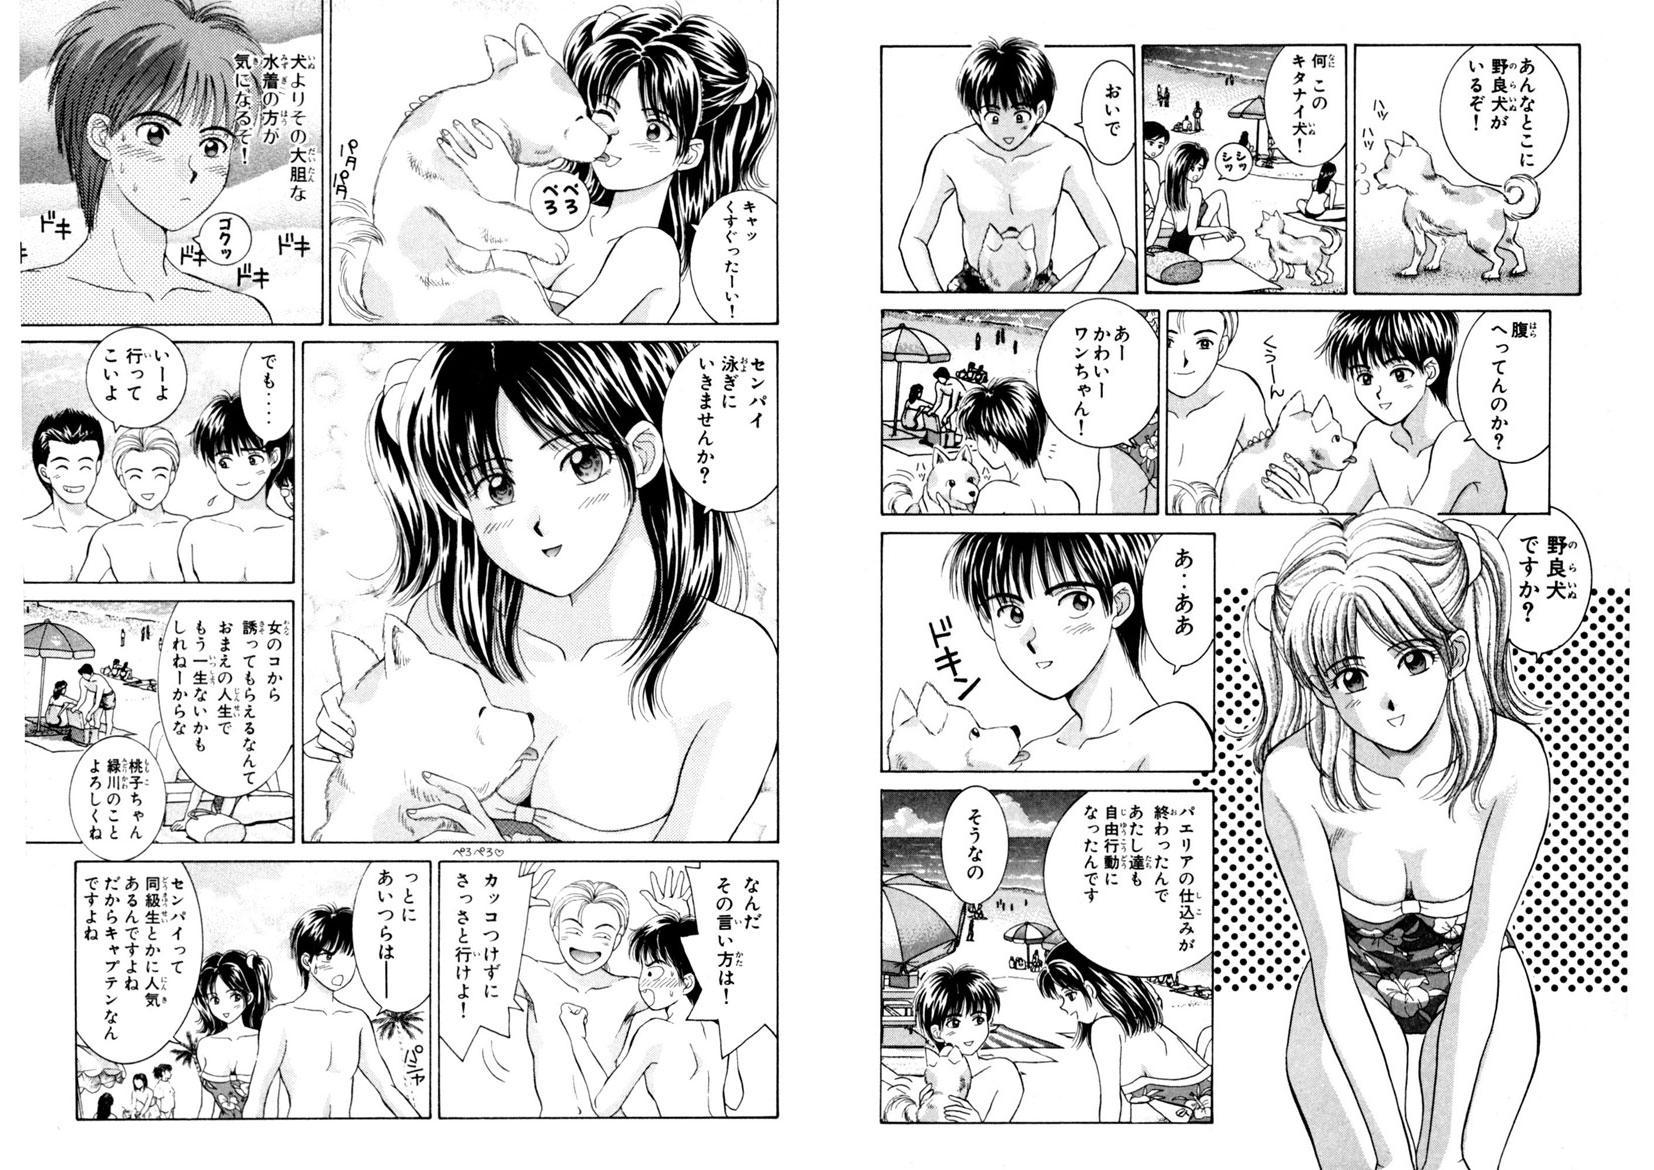 あんなとこに
野良犬が
いるぞ！
ハッ
ハッ
何 この
キタナイ犬！
シッ
シッ
おいで
腹
へってんのか？
くぅーん
あー
かわいー
ワンちゃん！
野良犬
ですか？
あ‥ああ
ドキン
パエリアの仕込みが
終わったんで
あたし達も
自由行動に
なったんです
そうなの
キャッ
くすぐったーい！
ぺろ
ぺろ
パタ
パタ
犬よりその大胆な
水着の方が
気になるぞ！
ゴクッ
ドキ
ドキ
ドキ
ドキ
センパイ
泳ぎに
いきませんか？
ぺろぺろ♡
でも‥‥
いーよ
行って
こいよ
女のコから
誘ってもらえるなんて
おまえの人生で
もう一生ないかも
しれねーからな
桃子ちゃん
緑川のこと
よろしくね
なんだ
その言い方は！
カッコつけずに
さっさと行けよ！
っとに
あいつらは──
パシャ
センパイって
同級生とかに人気
あるんですよね
だからキャプテンなん
ですよね